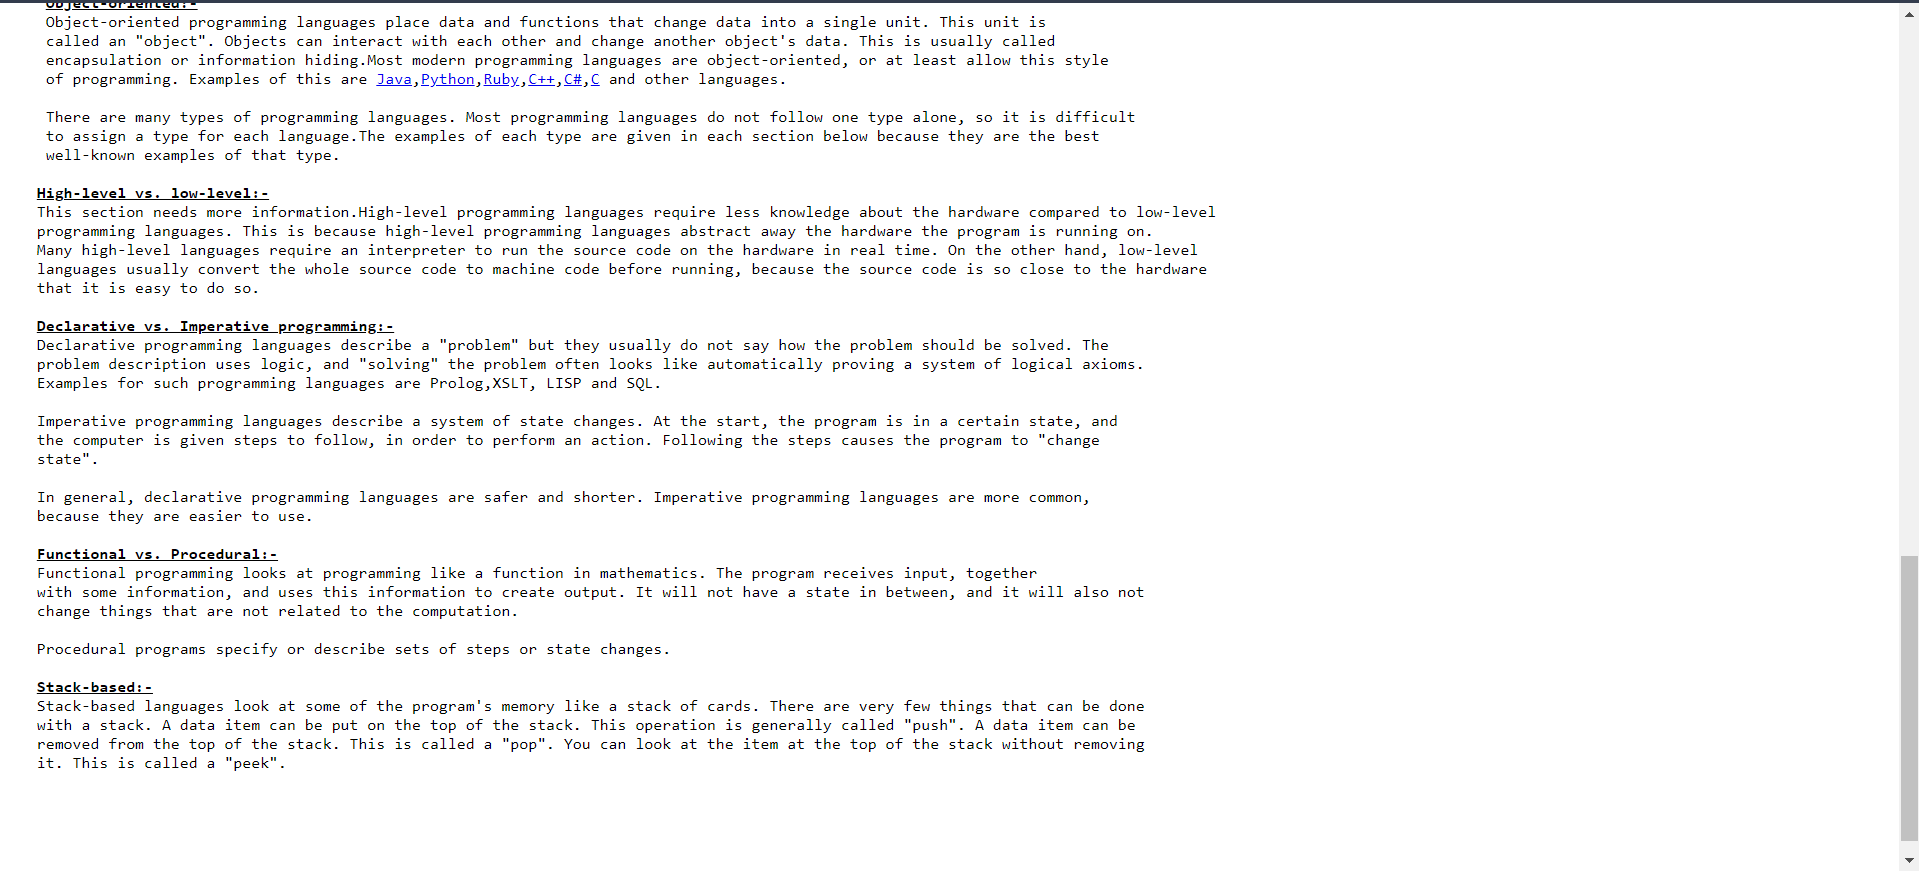 Object-oriented:-
Object-oriented programming languages place data and functions that change data into a single unit. This unit is
called an "object". Objects can interact with each other and change another object's data. This is usually called
encapsulation or information hiding.Most modern programming languages are object-oriented, or at least allow this style
of programming. Examples of this are Java,Python,Ruby,C++,C#,C and other languages.
There are many types of programming languages. Most programming languages do not follow one type alone, so it is difficult
to assign a type for each language.The examples of each type are given in each section below because they are the best
well-known examples of that type.
High-level vs. low-level:-
This section needs more information.High-level programming languages require less knowledge about the hardware compared to low-level
programming languages. This is because high-level programming languages abstract away the hardware the program is running on.
Many high-level languages require an interpreter to run the source code on the hardware in real time. On the other hand, low-level
languages usually convert the whole source code to machine code before running, because the source code is so close to the hardware
that it is easy to do so.
Declarative vs. Imperative programming:-
Declarative programming languages describe a "problem" but they usually do not say how the problem should be solved. The
problem description uses logic, and "solving" the problem often looks like automatically proving a system of logical axioms.
Examples for such programming languages are Prolog,XSLT, LISP and SQL.
Imperative programming languages describe a system of state changes. At the start, the program is in a certain state, and
the computer is given steps to follow, in order to perform an action. Following the steps causes the program to "change
state".
In general, declarative programming languages are safer and shorter. Imperative programming languages are more common,
because they are easier to use.
Functional vs. Procedural:-
Functional programming looks at programming like a function in mathematics. The program receives input, together
with some information, and uses this information to create output. It will not have a state in between, and it will also not
change things that are not related to the computation.
Procedural programs specify or describe sets of steps or state changes.
Stack-based:-
Stack-based languages look at some of the program's memory like a stack of cards. There are very few things that can be done
with a stack. A data item can be put on the top of the stack. This operation is generally called "push". A data item can be
removed from the top of the stack. This is called a "pop". You can look at the item at the top of the stack without removing
it. This is called a "peek".